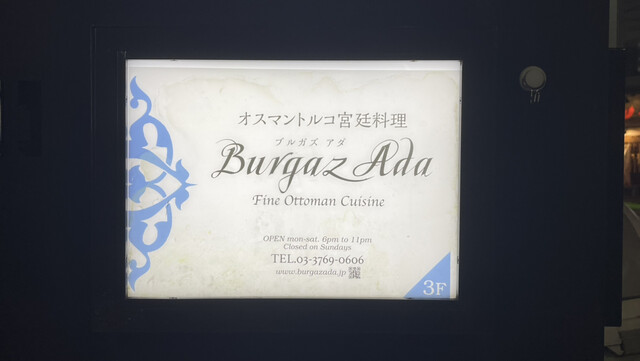 オスマントルコ宮廷料理
ブルガズ アダ
Burgaz Ada
Fine Ottoman Cuisine
OPEN mon-sat. 6pm to 11pm
Closed on Sundays
TEL.03-3769-0606
www.burgazada.jp
3F